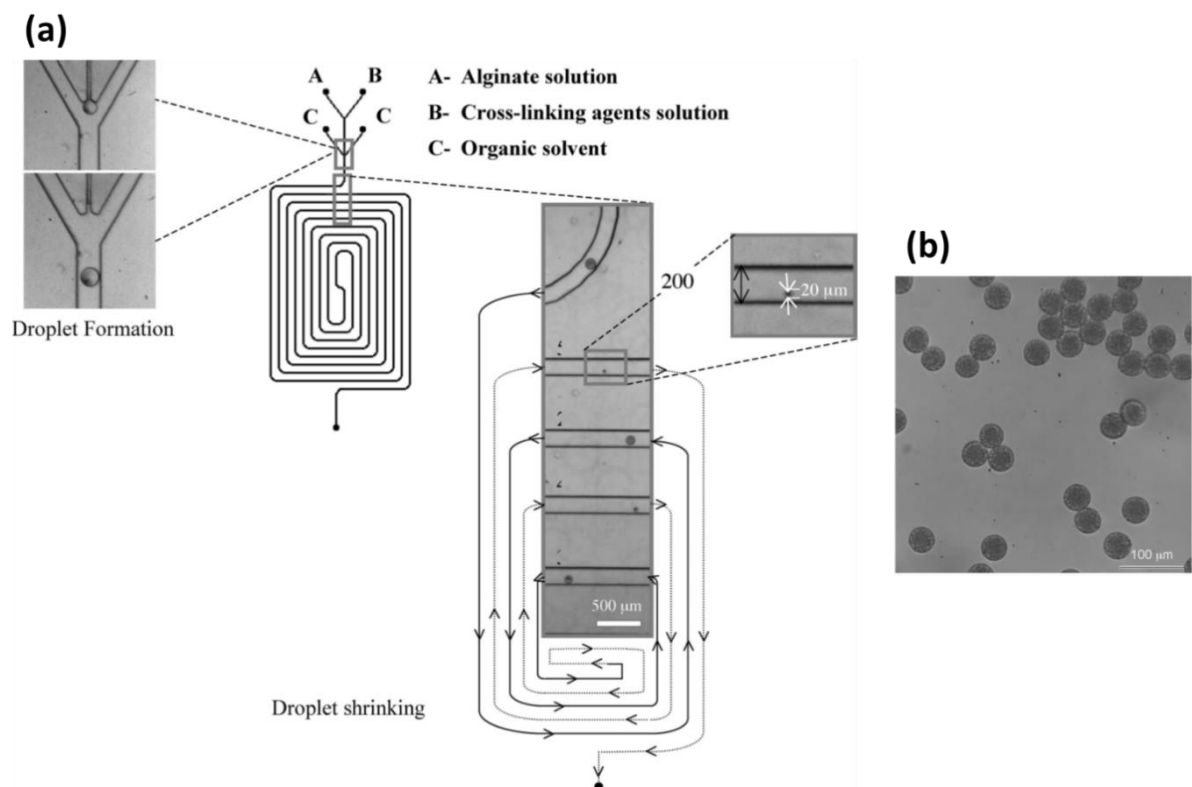 (a)
A B
C C
A- Alginate solution
B- Cross-linking agents solution
C- Organic solvent
Droplet Formation
200
20 µm
500 µm
Droplet shrinking
(b)
100 µm